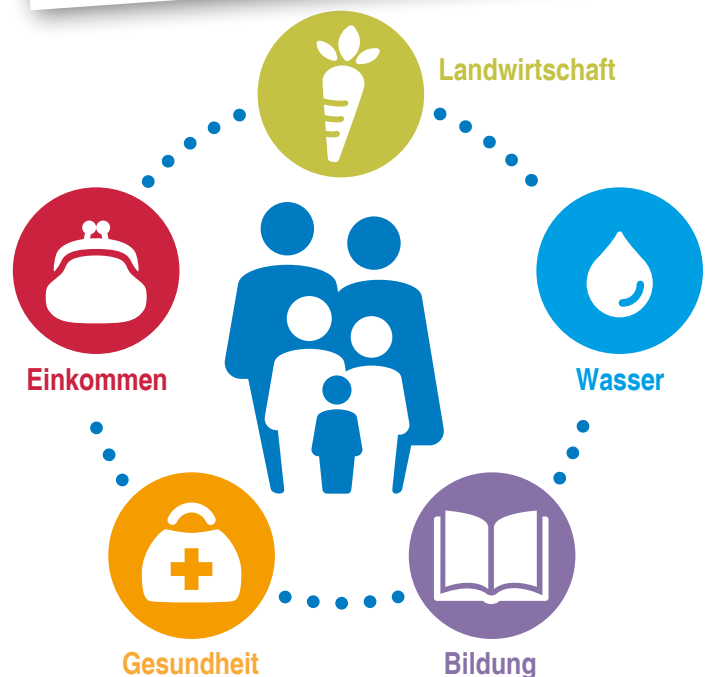 Landwirtschaft
Einkommen
Wasser
Gesundheit
Bildung